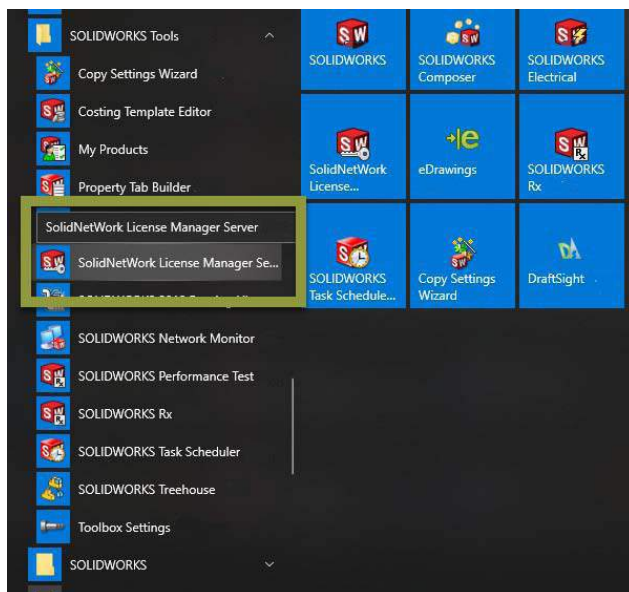 SOLIDWORKS Tools
Copy Settings Wizard
Costing Template Editor
My Products
Property Tab Builder
SolidNetWork License Manager Server
SolidNetWork License Manager Se...
SOLIDWORKS Network Monitor
SOLIDWORKS Performance Test
SOLIDWORKS Rx
SOLIDWORKS Task Scheduler
SOLIDWORKS Treehouse
Toolbox Settings
SOLIDWORKS
SOLIDWORKS
SOLIDWORKS
Composer
SOLIDWORKS
Electrical
SolidNetWork
License...
eDrawings
SOLIDWORKS
Rx
SOLIDWORKS
Task Schedule...
Copy Settings
Wizard
DraftSight